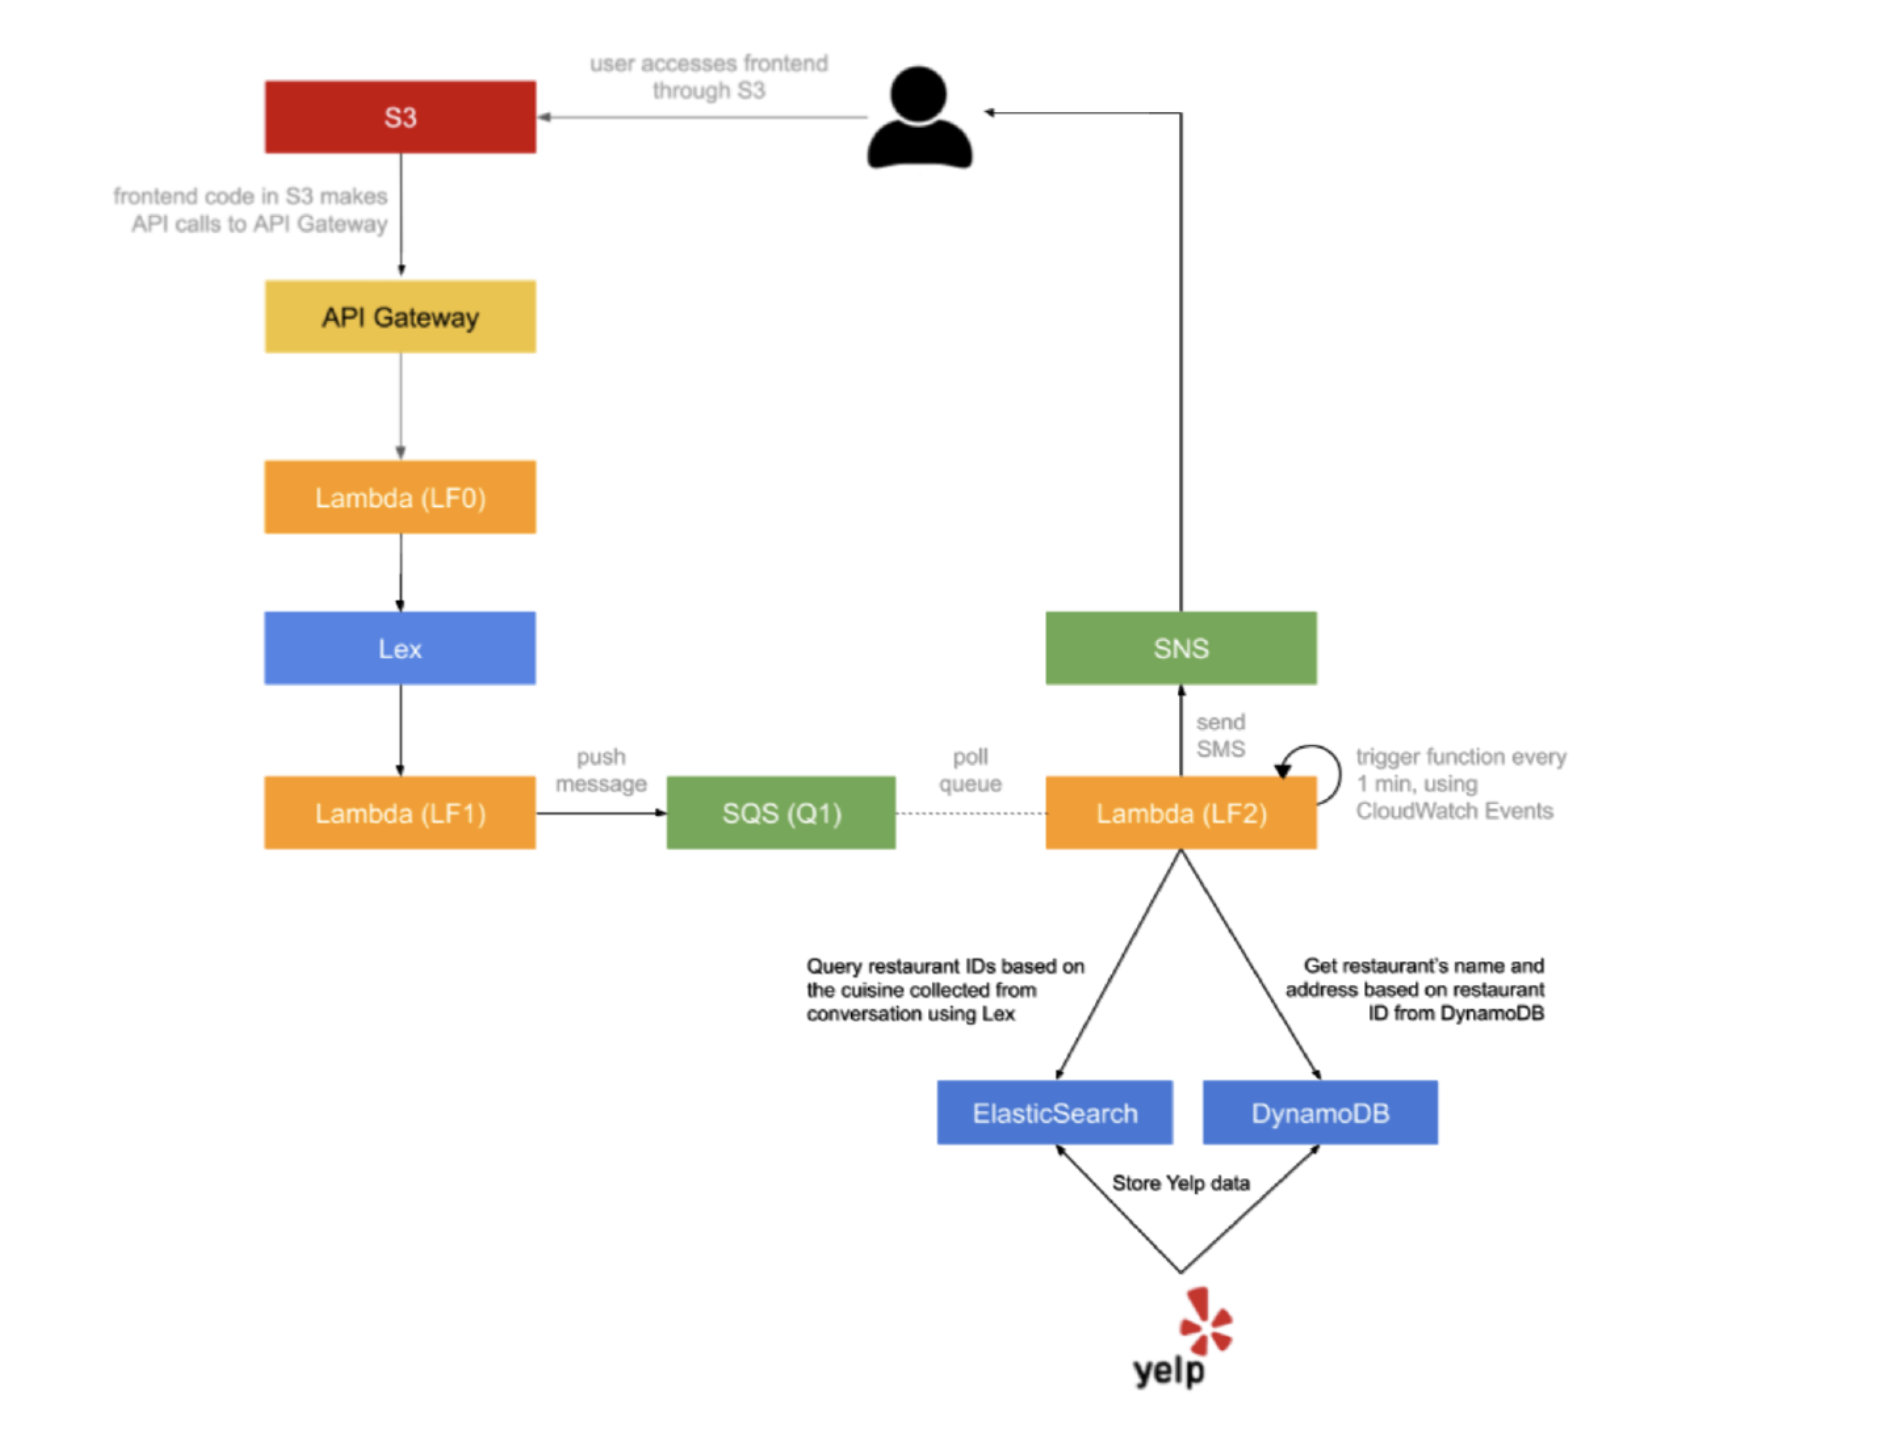 user accesses frontend
through S3
S3
frontend code in S3 makes
API calls to API Gateway
API Gateway
Lambda (LF0)
Lex
SNS
send
SMS
push
message
poll
queue
trigger function every
1 min, using
CloudWatch Events
Lambda (LF1)
SQS (Q1)
Lambda (LF2)
Query restaurant IDs based on
the cuisine collected from
conversation using Lex
Get restaurant's name and
address based on restaurant
ID from DynamoDB
ElasticSearch
DynamoDB
Store Yelp data
yelp